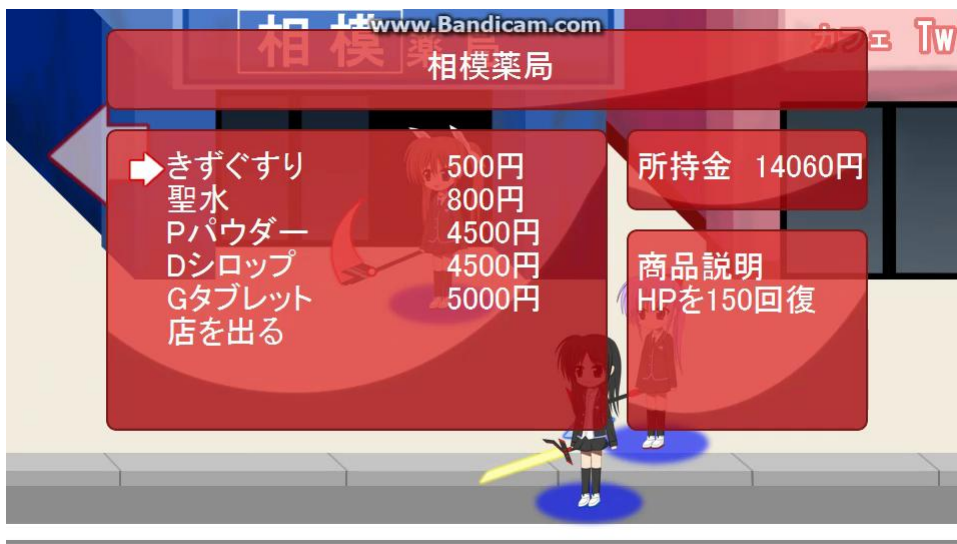 www.Bandicam.com
相模薬局
カフェ Tw
相模薬局
きずぐすり 500円
聖水 800円
Pパウダー 4500円
Dシロップ 4500円
Gタブレット 5000円
店を出る
所持金 14060円
商品説明
HPを150回復